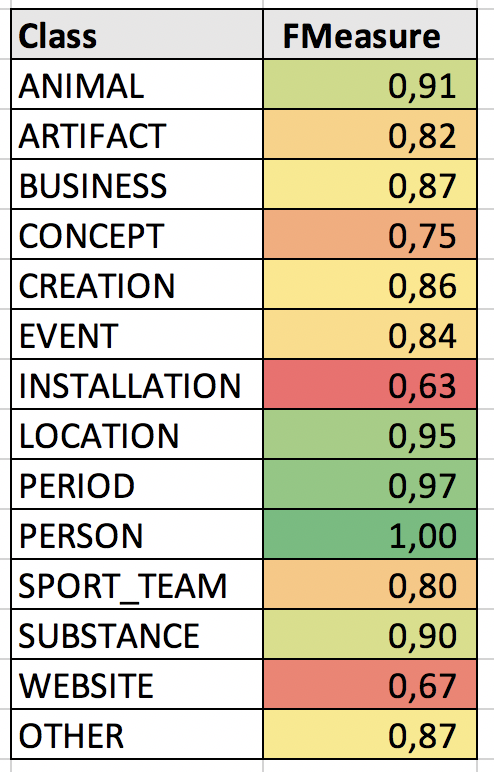 Class FMeasure
ANIMAL 0,91
ARTIFACT 0,82
BUSINESS 0,87
CONCEPT 0,75
CREATION 0,86
EVENT 0,84
INSTALLATION 0,63
LOCATION 0,95
PERIOD 0,97
PERSON 1,00
SPORT_TEAM 0,80
SUBSTANCE 0,90
WEBSITE 0,67
OTHER 0,87